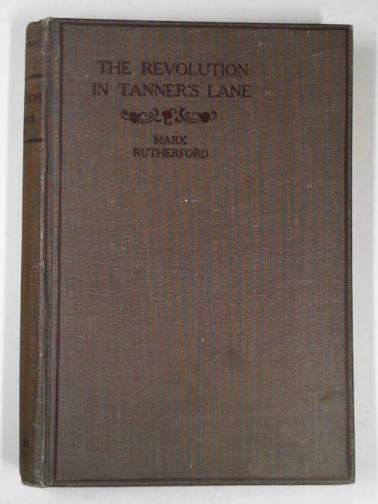 THE REVOLUTION
IN TANNER'S LANE
MARK
RUTHERFORD